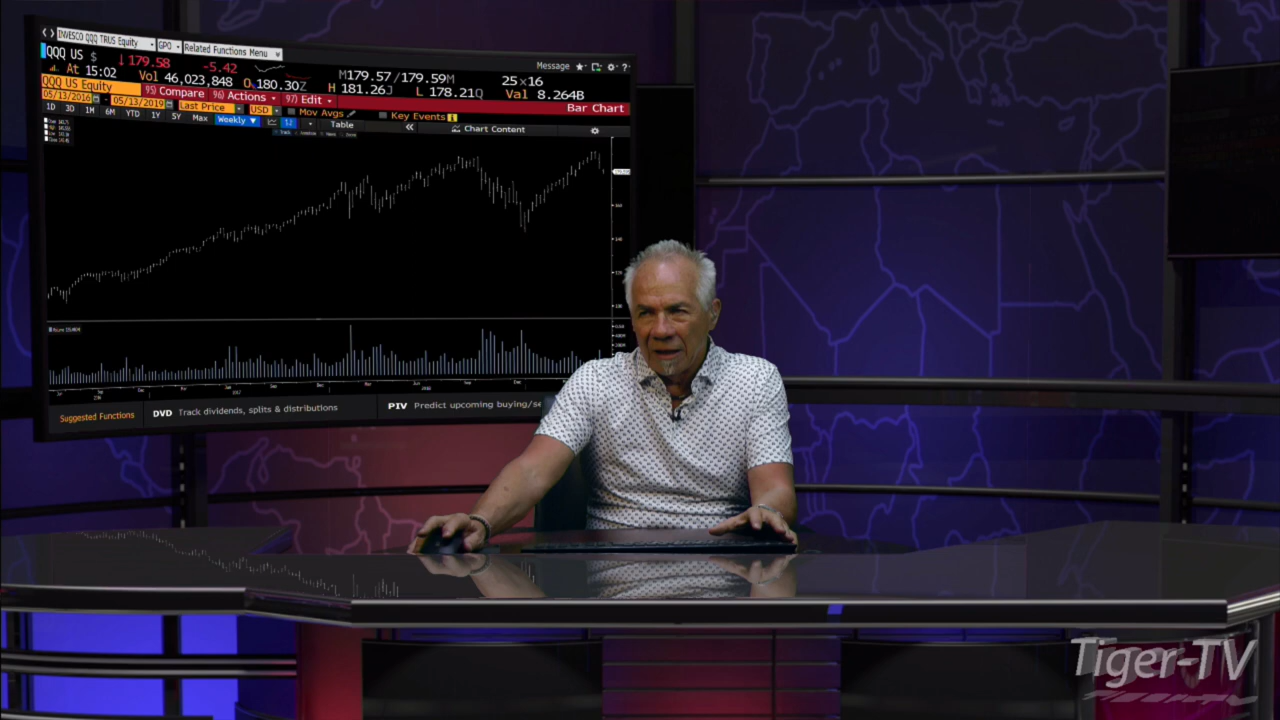 INVESCO QQQ TRUS Equity GPO Related Functions Menu
QQQ US $ ↓179.58 -5.42 M179.57/179.59M 25×16 Message ?
At 15:02 Vol 46,023,848 O 180.30Z H 181.26J L 178.21Q Val 8.264B
QQQ US Equity 95) Compare 96) Actions 97) Edit Bar Chart
05/13/2016 - 05/13/2019 Last Price USD Mov Avgs Key Events
1D 3D 1M 6M YTD 1Y 5Y Max Weekly ▼ Table « Chart Content
Suggested Functions DVD Track dividends, splits & distributions PIV Predict upcoming buying/se
Tiger-TV